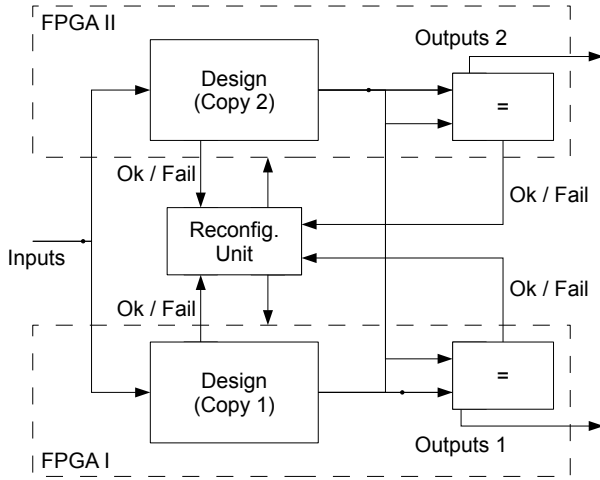 FPGA II
Outputs 2
Design
(Copy 2)
=
Ok / Fail
Ok / Fail
Reconfig.
Unit
Inputs
Ok / Fail
Ok / Fail
Design
(Copy 1)
=
Outputs 1
FPGA I